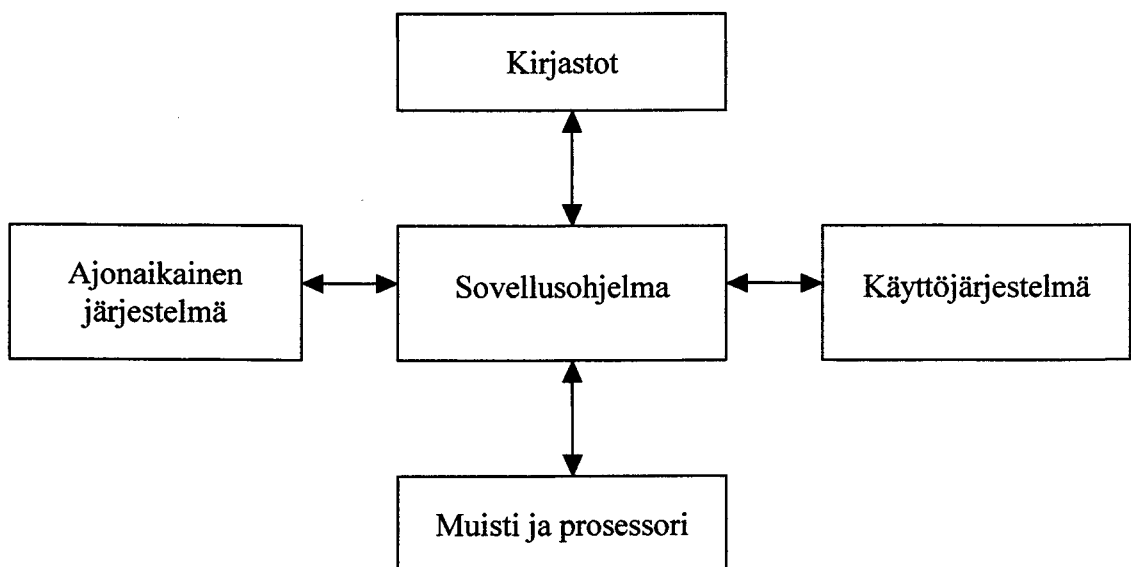 Kirjastot
Ajonaikainen
järjestelmä
Sovellusohjelma
Käyttöjärjestelmä
Muisti ja prosessori